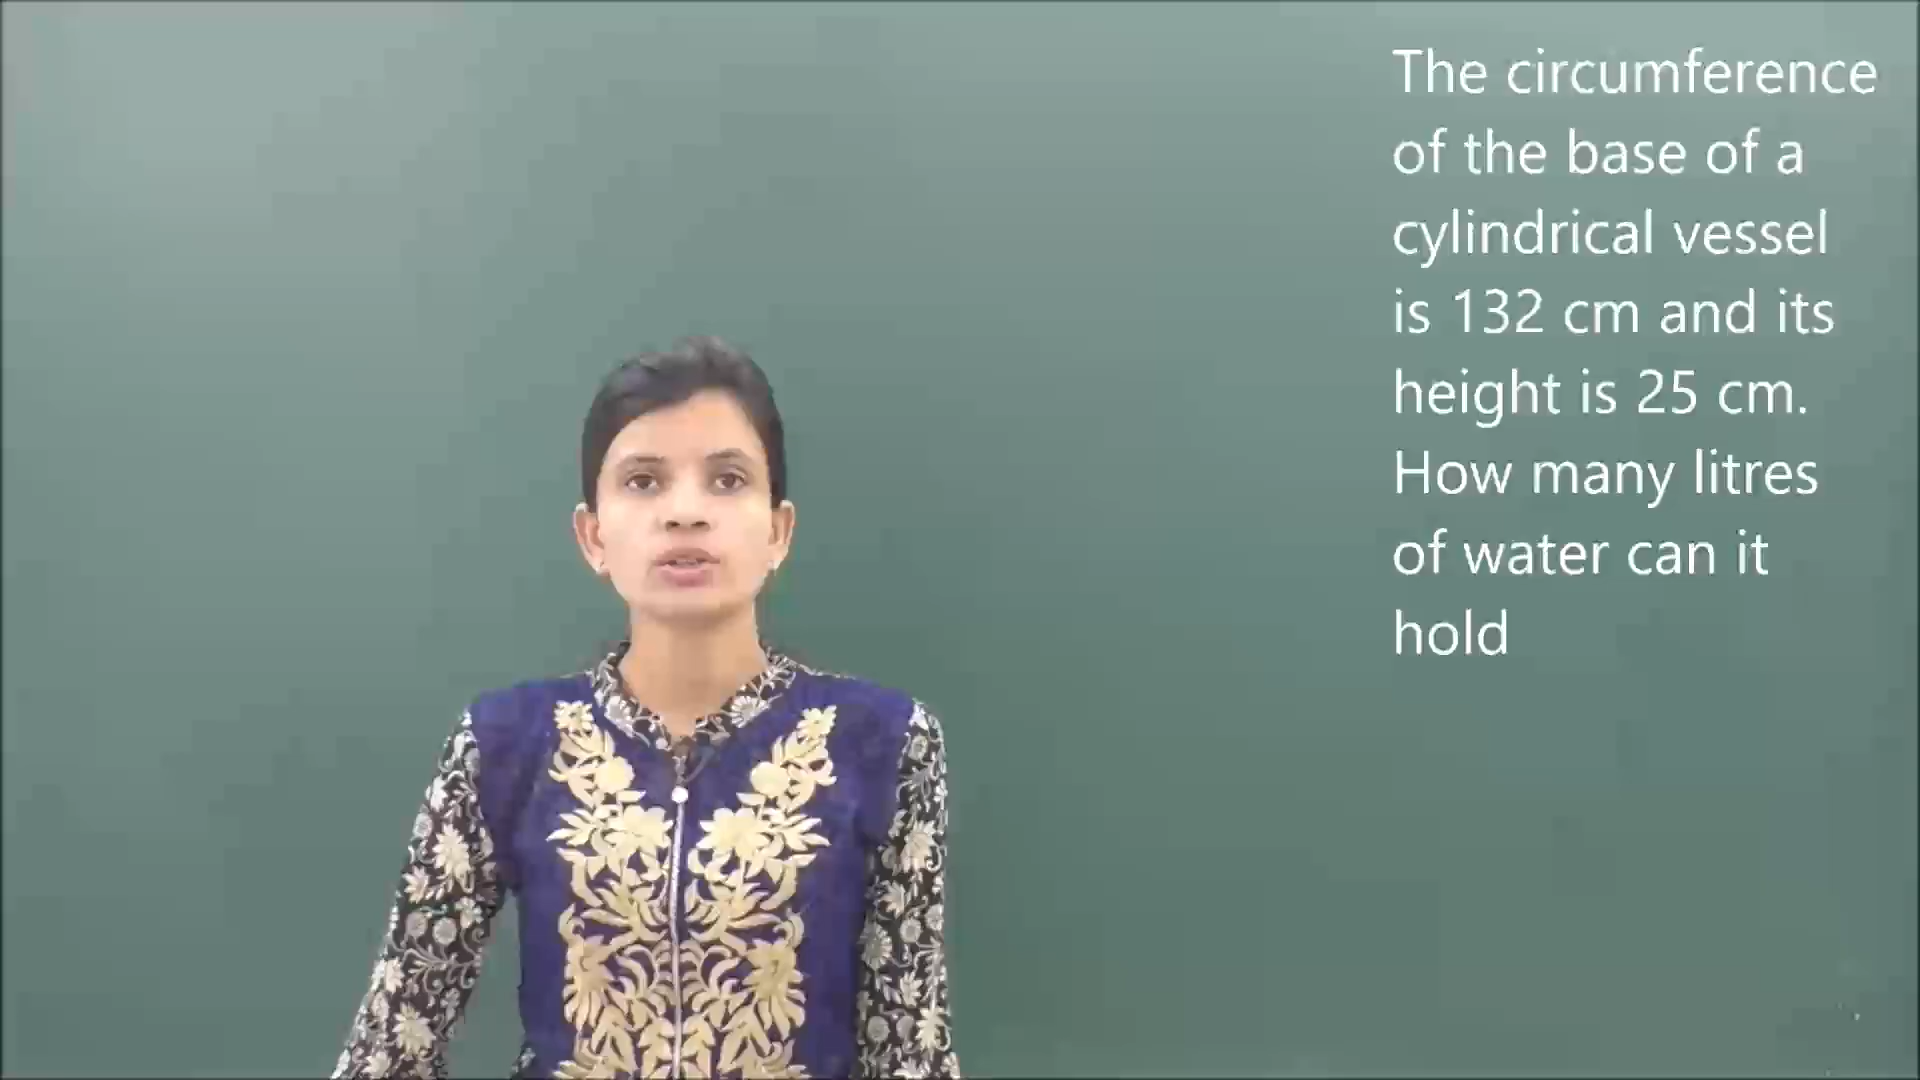 The circumference
of the base of a
cylindrical vessel
is 132 cm and its
height is 25 cm.
How many litres
of water can it
hold